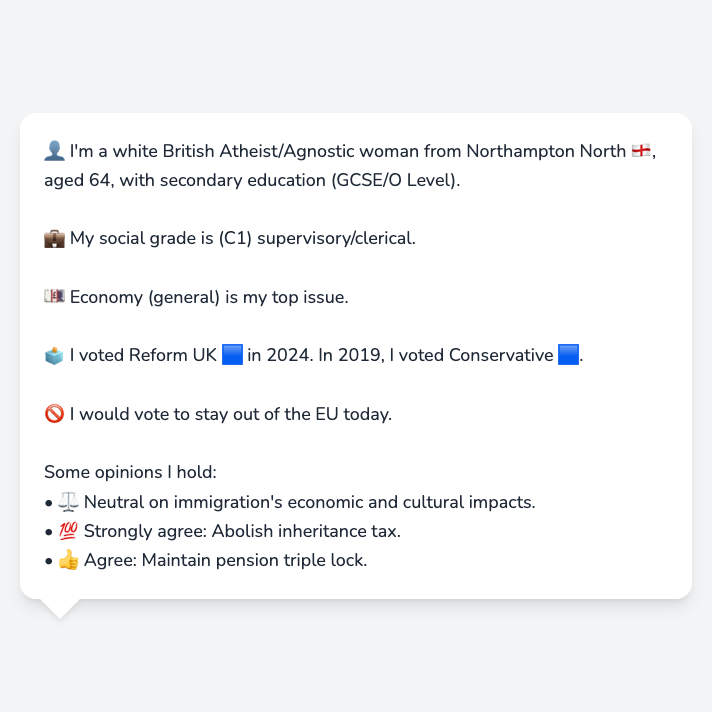 👤 I'm a white British Atheist/Agnostic woman from Northampton North 🏴󠁧󠁢󠁥󠁮󠁧󠁿,
aged 64, with secondary education (GCSE/O Level).
💼 My social grade is (C1) supervisory/clerical.
💷 Economy (general) is my top issue.
🗳️ I voted Reform UK 🟦 in 2024. In 2019, I voted Conservative 🟦.
🚫 I would vote to stay out of the EU today.
Some opinions I hold:
• ⚖️ Neutral on immigration's economic and cultural impacts.
• 💯 Strongly agree: Abolish inheritance tax.
• 👍 Agree: Maintain pension triple lock.